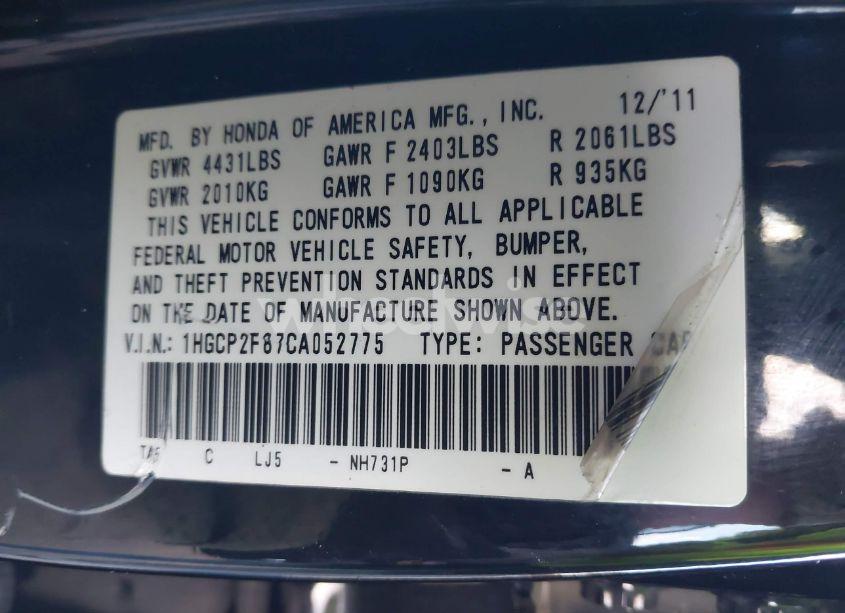 MFD. BY HONDA OF AMERICA MFG., INC. 12/'11
GVWR 4431LBS GAWR F 2403LBS R 2061LBS
GVWR 2010KG GAWR F 1090KG R 935KG
THIS VEHICLE CONFORMS TO ALL APPLICABLE
FEDERAL MOTOR VEHICLE SAFETY, BUMPER,
AND THEFT PREVENTION STANDARDS IN EFFECT
ON THE DATE OF MANUFACTURE SHOWN ABOVE.
V.I.N.: 1HGCP2F87CA052775 TYPE: PASSENGER CAR
C LJ5 - NH731P - A